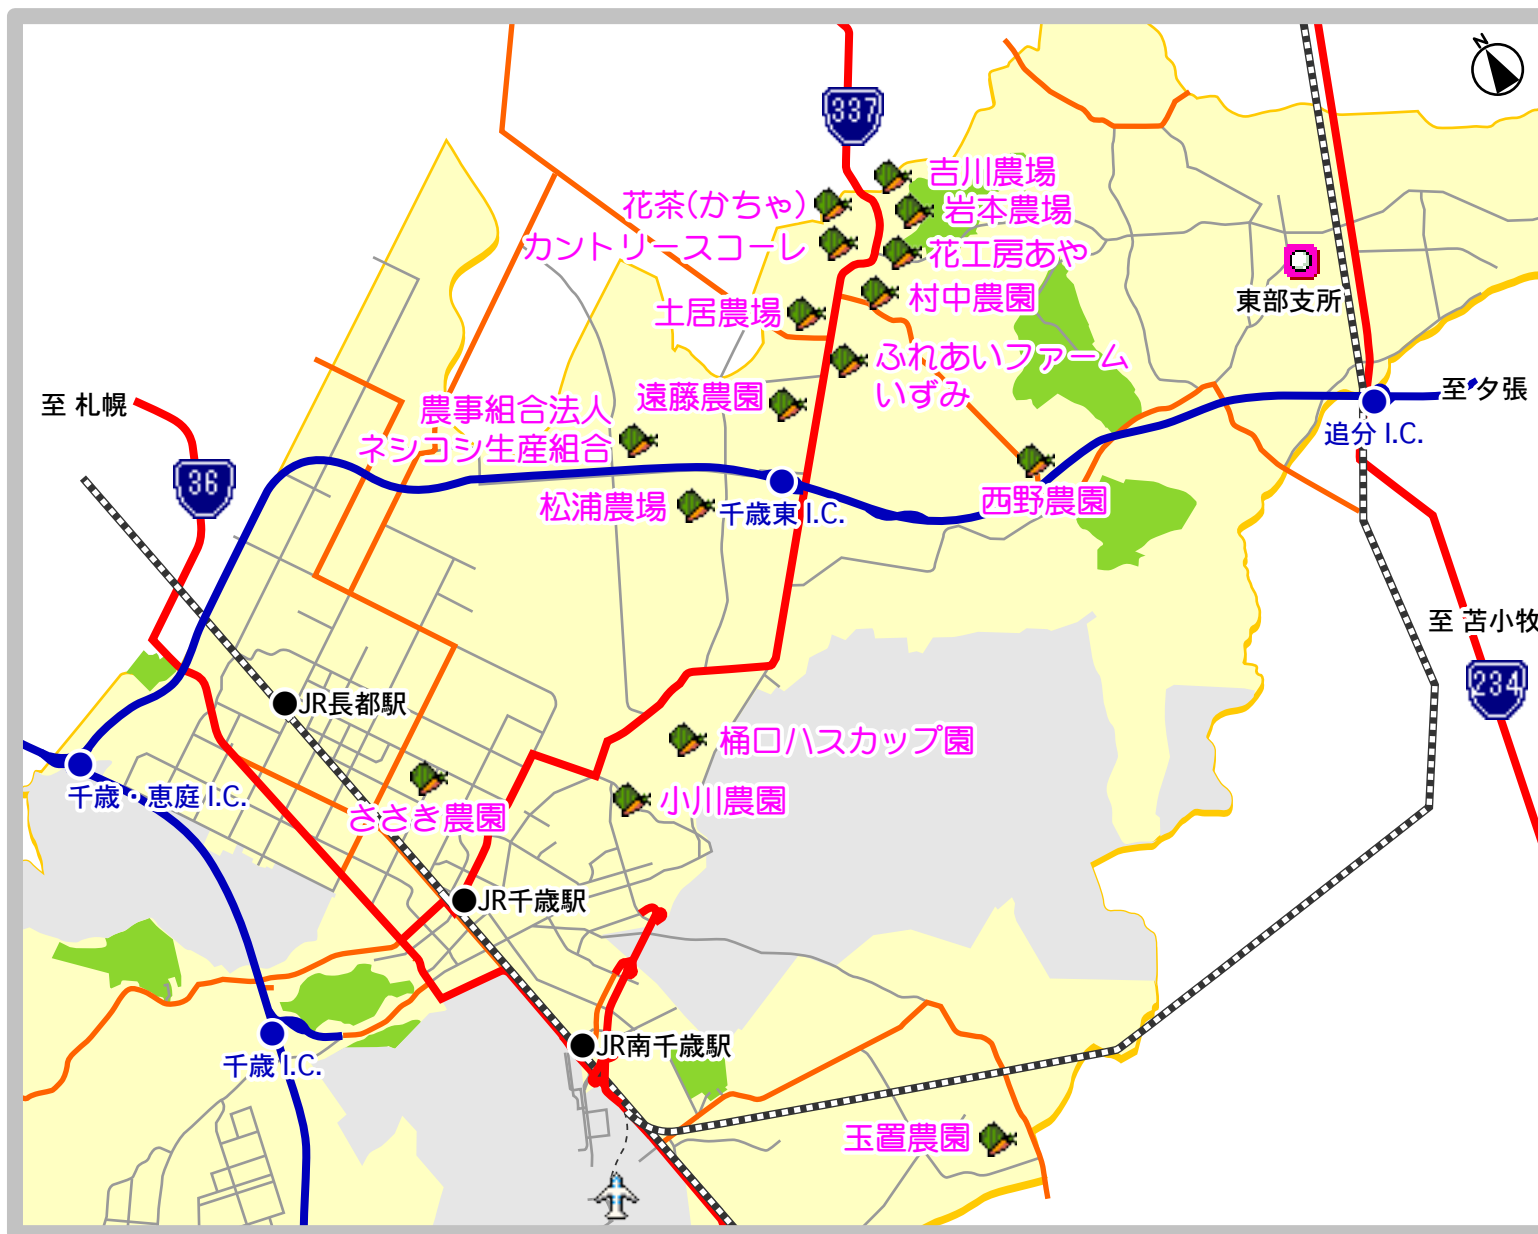 N
337
吉川農場
花茶(かちゃ)
岩本農場
カントリースコーレ
花工房あや
東部支所
村中農園
土居農場
ふれあいファーム
いずみ
遠藤農園
至 札幌
農事組合法人
ネシコシ生産組合
至 夕張
追分 I.C.
36
西野農園
松浦農場
千歳東 I.C.
至 苫小牧
234
JR長都駅
桶口ハスカップ園
千歳・恵庭 I.C.
小川農園
ささき農園
JR千歳駅
JR南千歳駅
千歳 I.C.
玉置農園